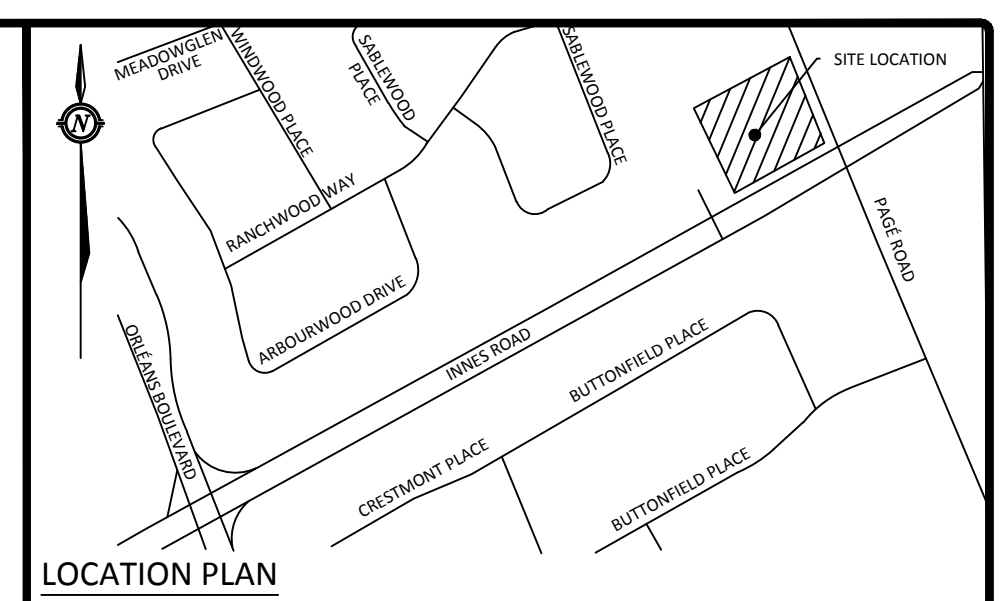 MEADOWGLEN
DRIVE
WINDWOOD PLACE
SABLEWOOD
PLACE
SABLEWOOD PLACE
SITE LOCATION
N
RANCHWOOD WAY
PAGÉ ROAD
ARBOURWOOD DRIVE
ORLÉANS BOULEVARD
INNES ROAD
BUTTONFIELD PLACE
CRESTMONT PLACE
BUTTONFIELD PLACE
LOCATION PLAN